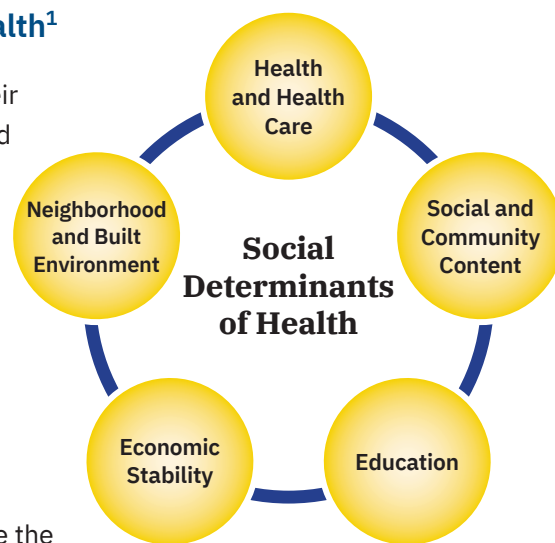 alth¹
eir
d
e the
Health
and Health
Care
Neighborhood
and Built
Environment
Social and
Community
Content
Social
Determinants
of Health
Economic
Stability
Education